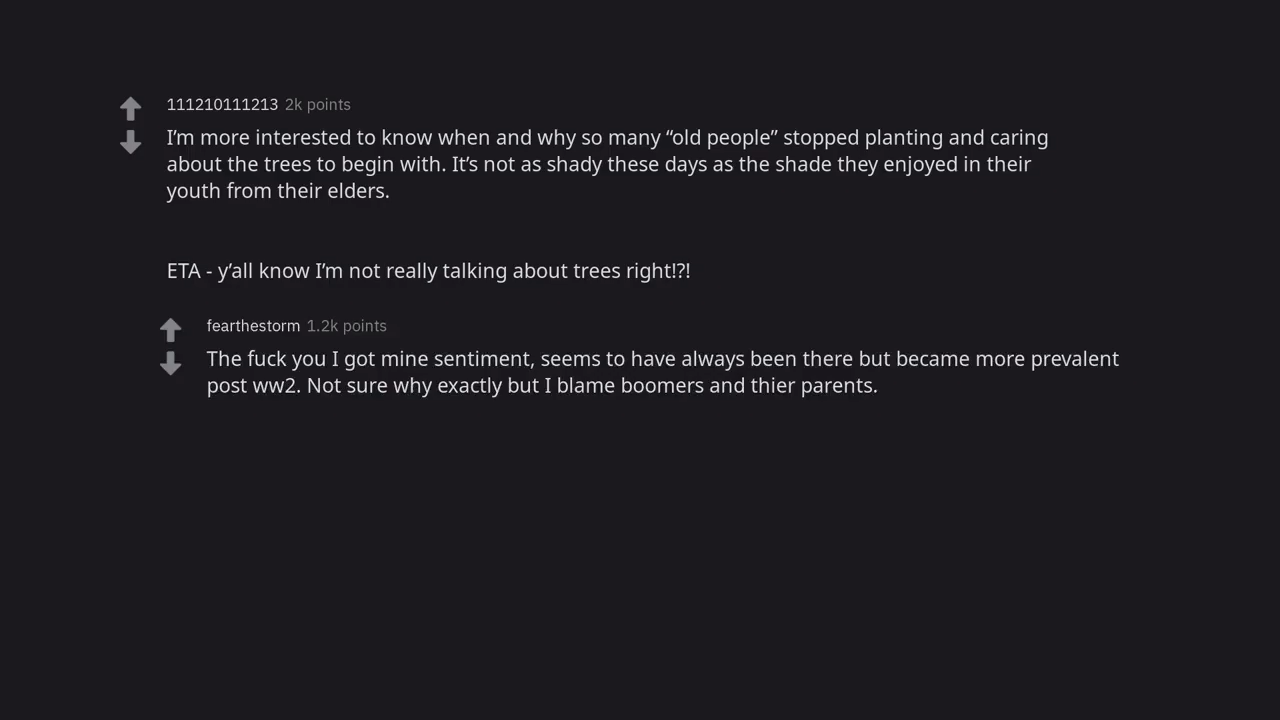 111210111213 2k points
I’m more interested to know when and why so many “old people” stopped planting and caring
about the trees to begin with. It’s not as shady these days as the shade they enjoyed in their
youth from their elders.
ETA - y’all know I’m not really talking about trees right!?!
fearthestorm 1.2k points
The fuck you I got mine sentiment, seems to have always been there but became more prevalent
post ww2. Not sure why exactly but I blame boomers and thier parents.